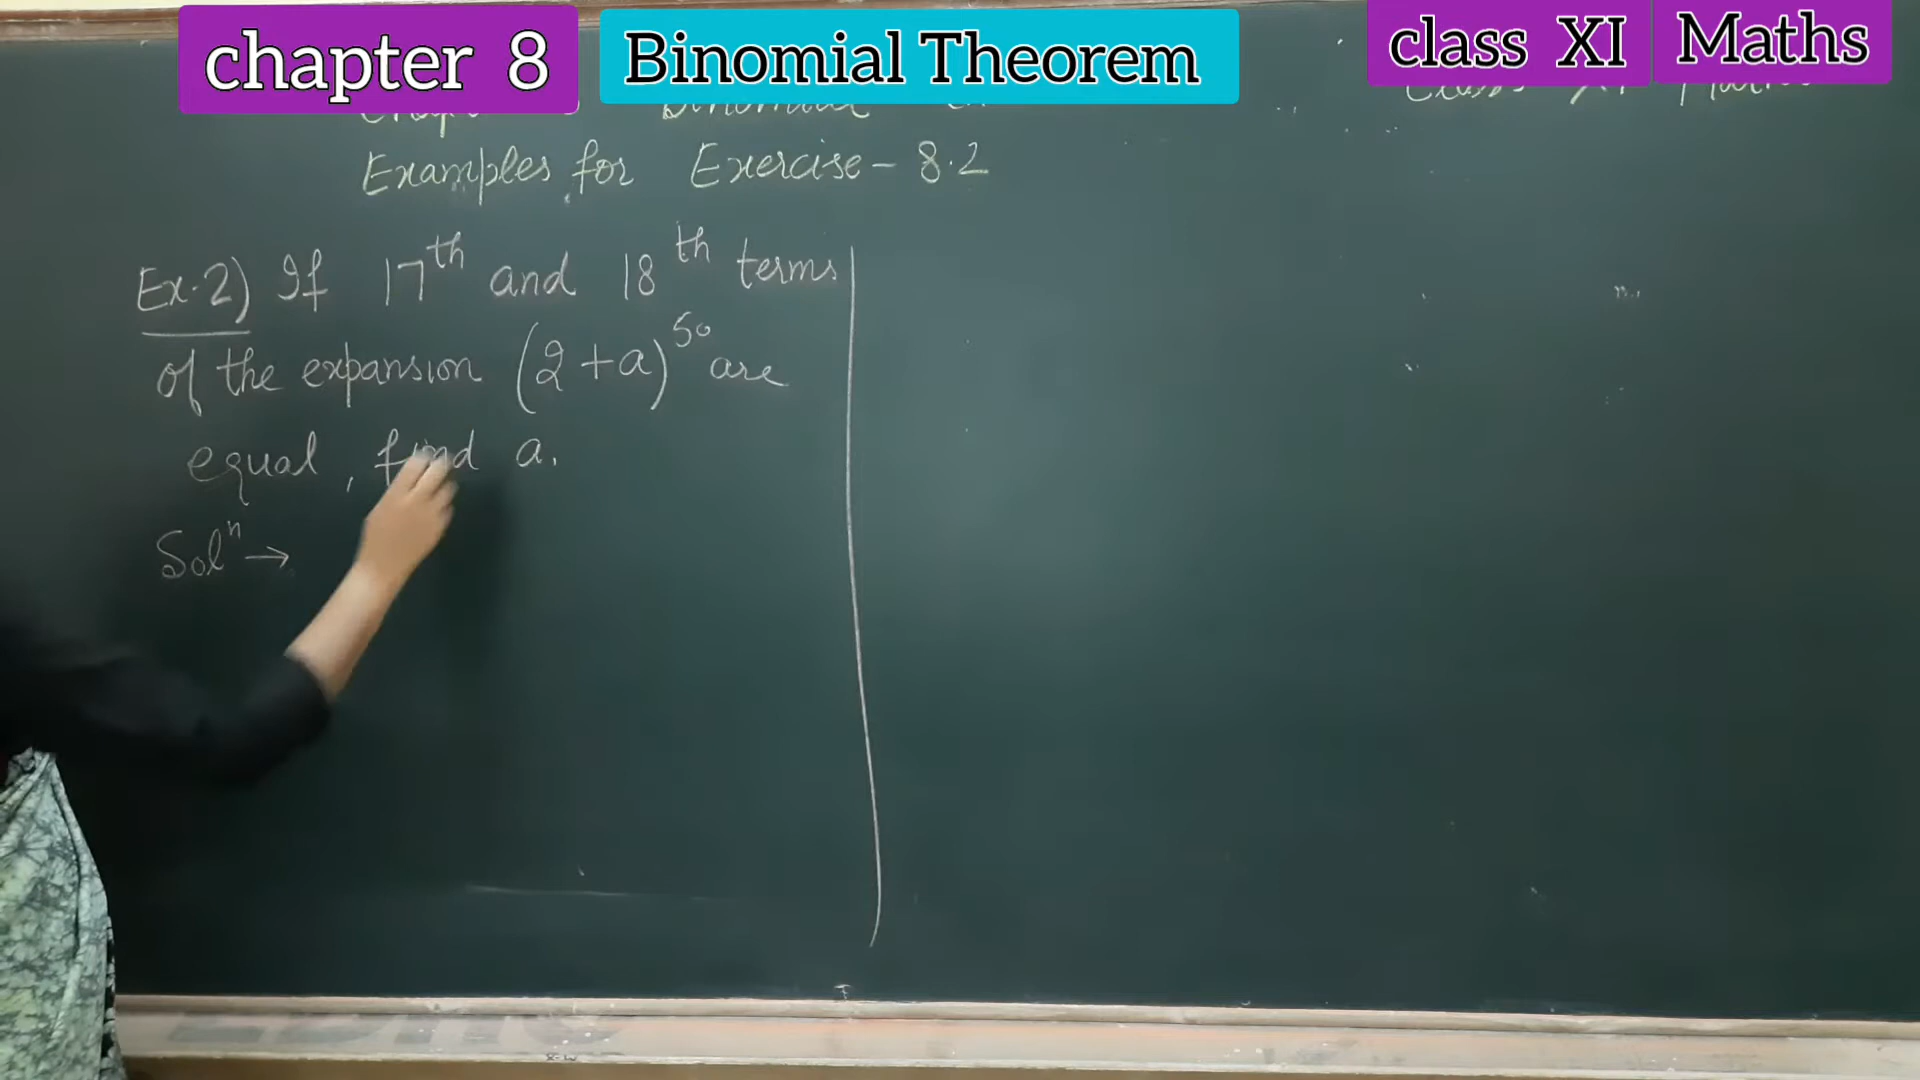 chapter 8 Binomial Theorem class XI Maths
Examples for Exercise - 8.2
Ex.2) If 17th and 18th terms
of the expansion (2+a)^50 are
equal, find a.
Solⁿ →